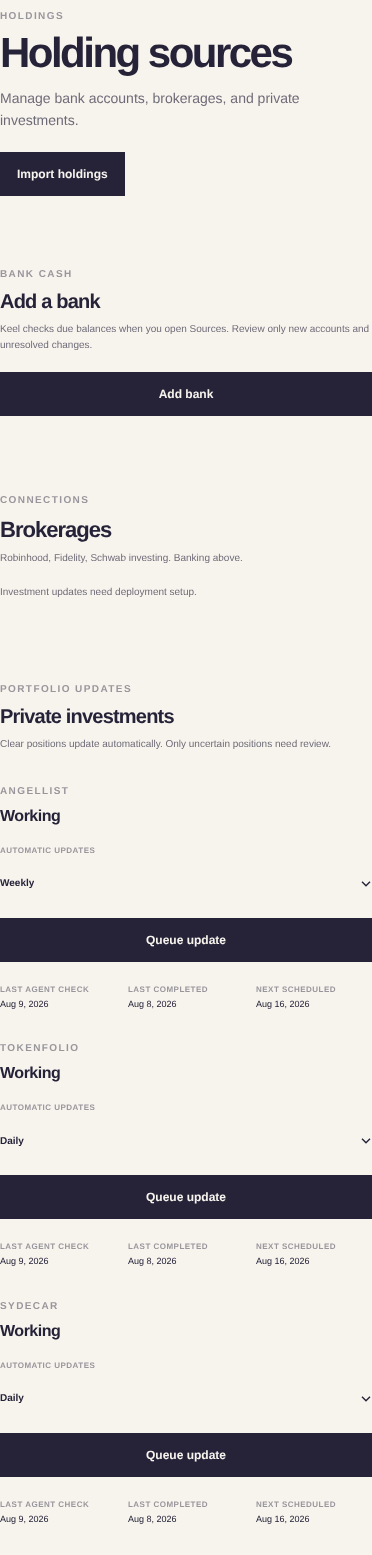 HOLDINGS
Holding sources
Manage bank accounts, brokerages, and private
investments.
Import holdings
BANK CASH
Add a bank
Keel checks due balances when you open Sources. Review only new accounts and
unresolved changes.
Add bank
CONNECTIONS
Brokerages
Robinhood, Fidelity, Schwab investing. Banking above.
Investment updates need deployment setup.
PORTFOLIO UPDATES
Private investments
Clear positions update automatically. Only uncertain positions need review.
ANGELLIST
Working
AUTOMATIC UPDATES
Weekly
Queue update
LAST AGENT CHECK LAST COMPLETED NEXT SCHEDULED
Aug 9, 2026 Aug 8, 2026 Aug 16, 2026
TOKENFOLIO
Working
AUTOMATIC UPDATES
Daily
Queue update
LAST AGENT CHECK LAST COMPLETED NEXT SCHEDULED
Aug 9, 2026 Aug 8, 2026 Aug 16, 2026
SYDECAR
Working
AUTOMATIC UPDATES
Daily
Queue update
LAST AGENT CHECK LAST COMPLETED NEXT SCHEDULED
Aug 9, 2026 Aug 8, 2026 Aug 16, 2026